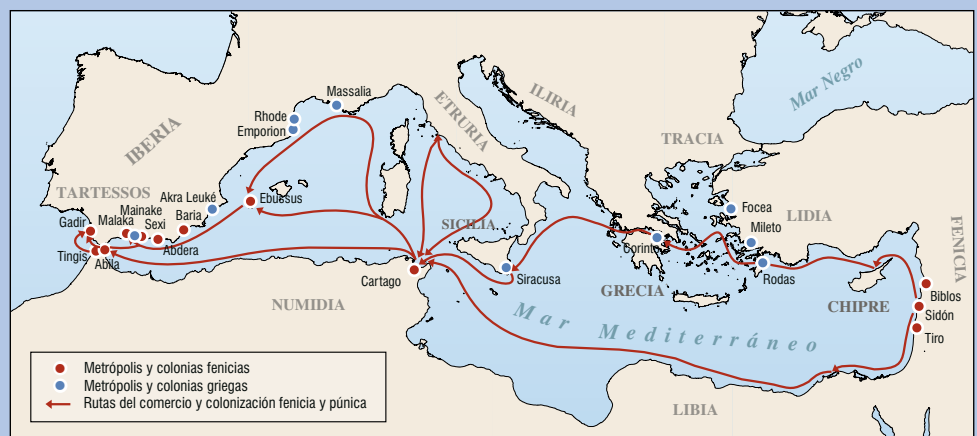 Mar Negro
Massalia
ILIRIA
ETRURIA
Rhode
Emporion
IBERIA
TRACIA
TARTESSOS
Akra Leuké
Ebussus
Mainake
Malaka
Sexi
Baria
Gadir
Abdera
Tingis
Abila
SICILIA
Focea
LIDIA
Mileto
FENICIA
Corinto
Cartago
Siracusa
Rodas
NUMIDIA
GRECIA
CHIPRE
Biblos
Sidón
Tiro
Mar Mediterráneo
LIBIA
Metrópolis y colonias fenicias
Metrópolis y colonias griegas
Rutas del comercio y colonización fenicia y púnica